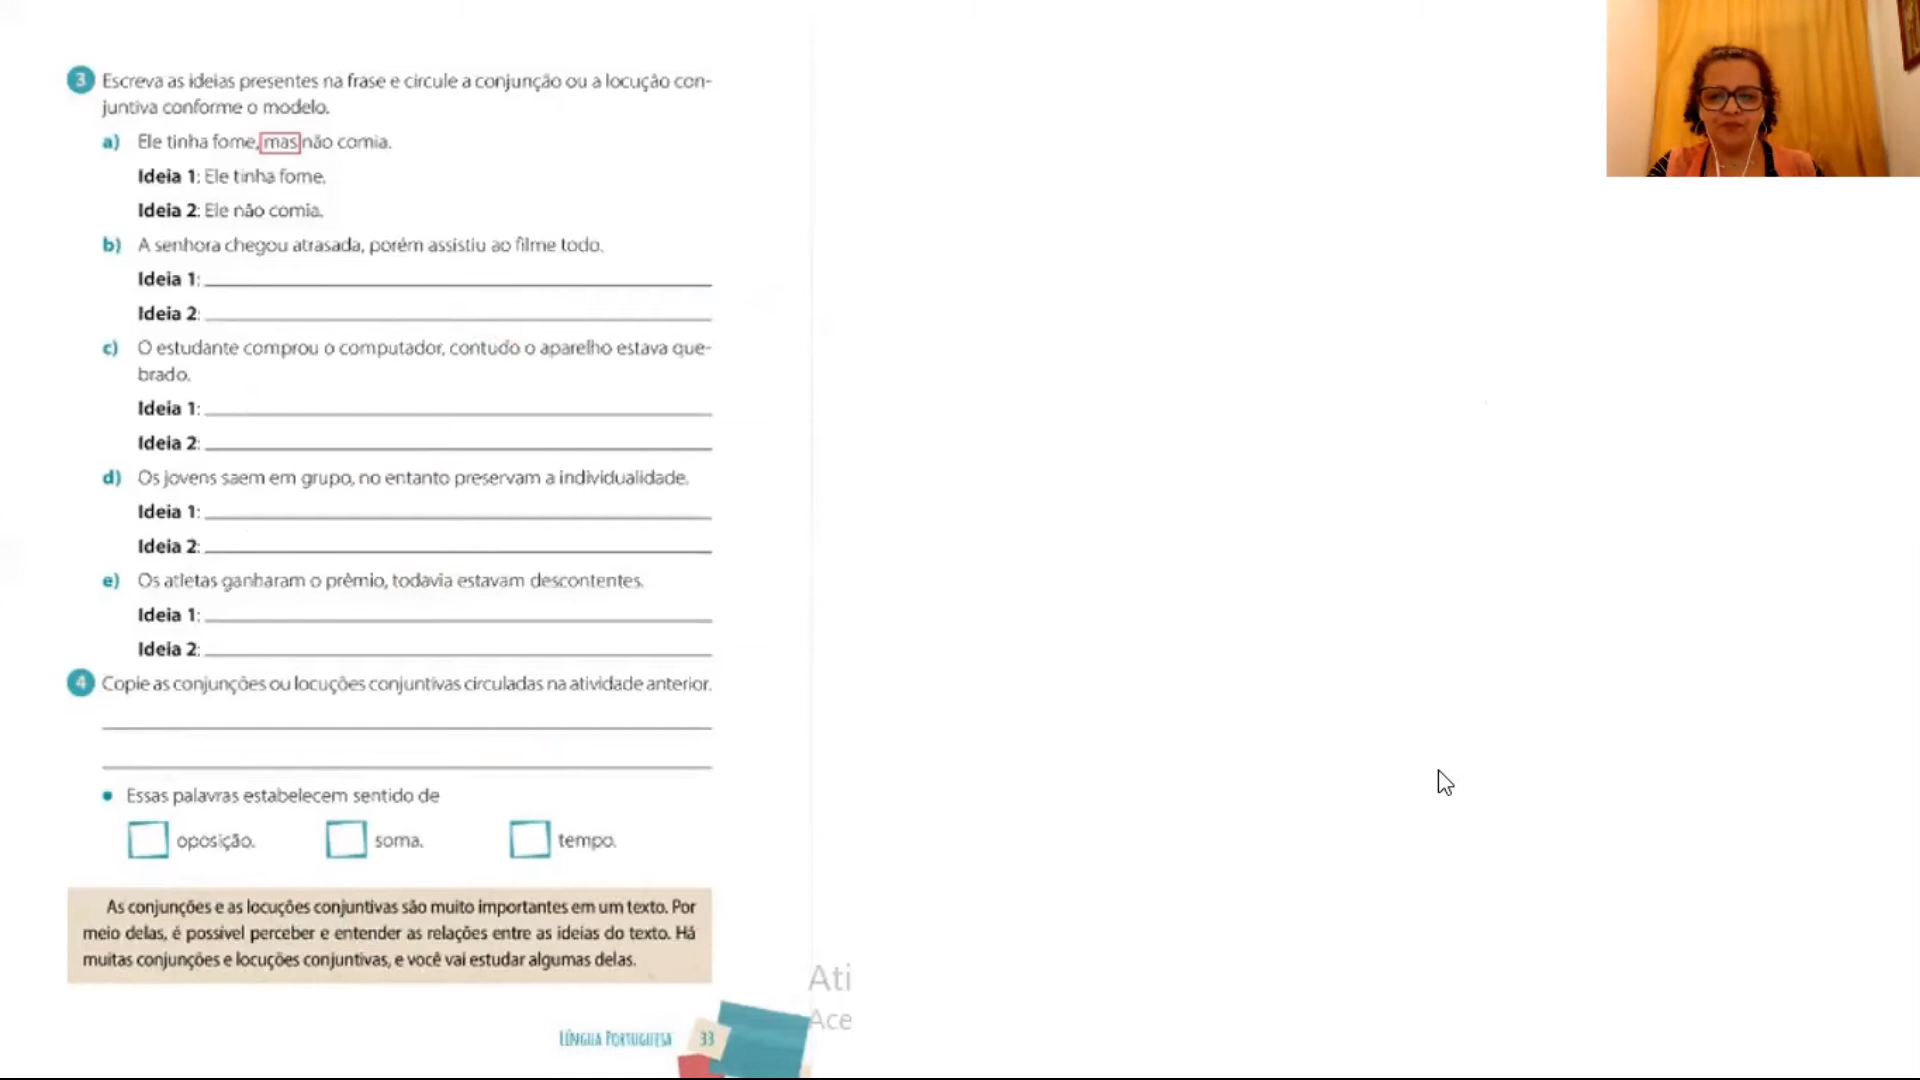 3 Escreva as ideias presentes na frase e circule a conjunção ou a locução con-
juntiva conforme o modelo.
a) Ele tinha fome, mas não comia.
Ideia 1: Ele tinha fome.
Ideia 2: Ele não comia.
b) A senhora chegou atrasada, porém assistiu ao filme todo.
Ideia 1:
Ideia 2:
c) O estudante comprou o computador, contudo o aparelho estava que-
brado.
Ideia 1:
Ideia 2:
d) Os jovens saem em grupo, no entanto preservam a individualidade.
Ideia 1:
Ideia 2:
e) Os atletas ganharam o prêmio, todavia estavam descontentes.
Ideia 1:
Ideia 2:
4 Copie as conjunções ou locuções conjuntivas circuladas na atividade anterior.
• Essas palavras estabelecem sentido de
oposição. soma. tempo.
As conjunções e as locuções conjuntivas são muito importantes em um texto. Por
meio delas, é possível perceber e entender as relações entre as ideias do texto. Há
muitas conjunções e locuções conjuntivas, e você vai estudar algumas delas.
Ati
Ace
LÍNGUA PORTUGUESA 33